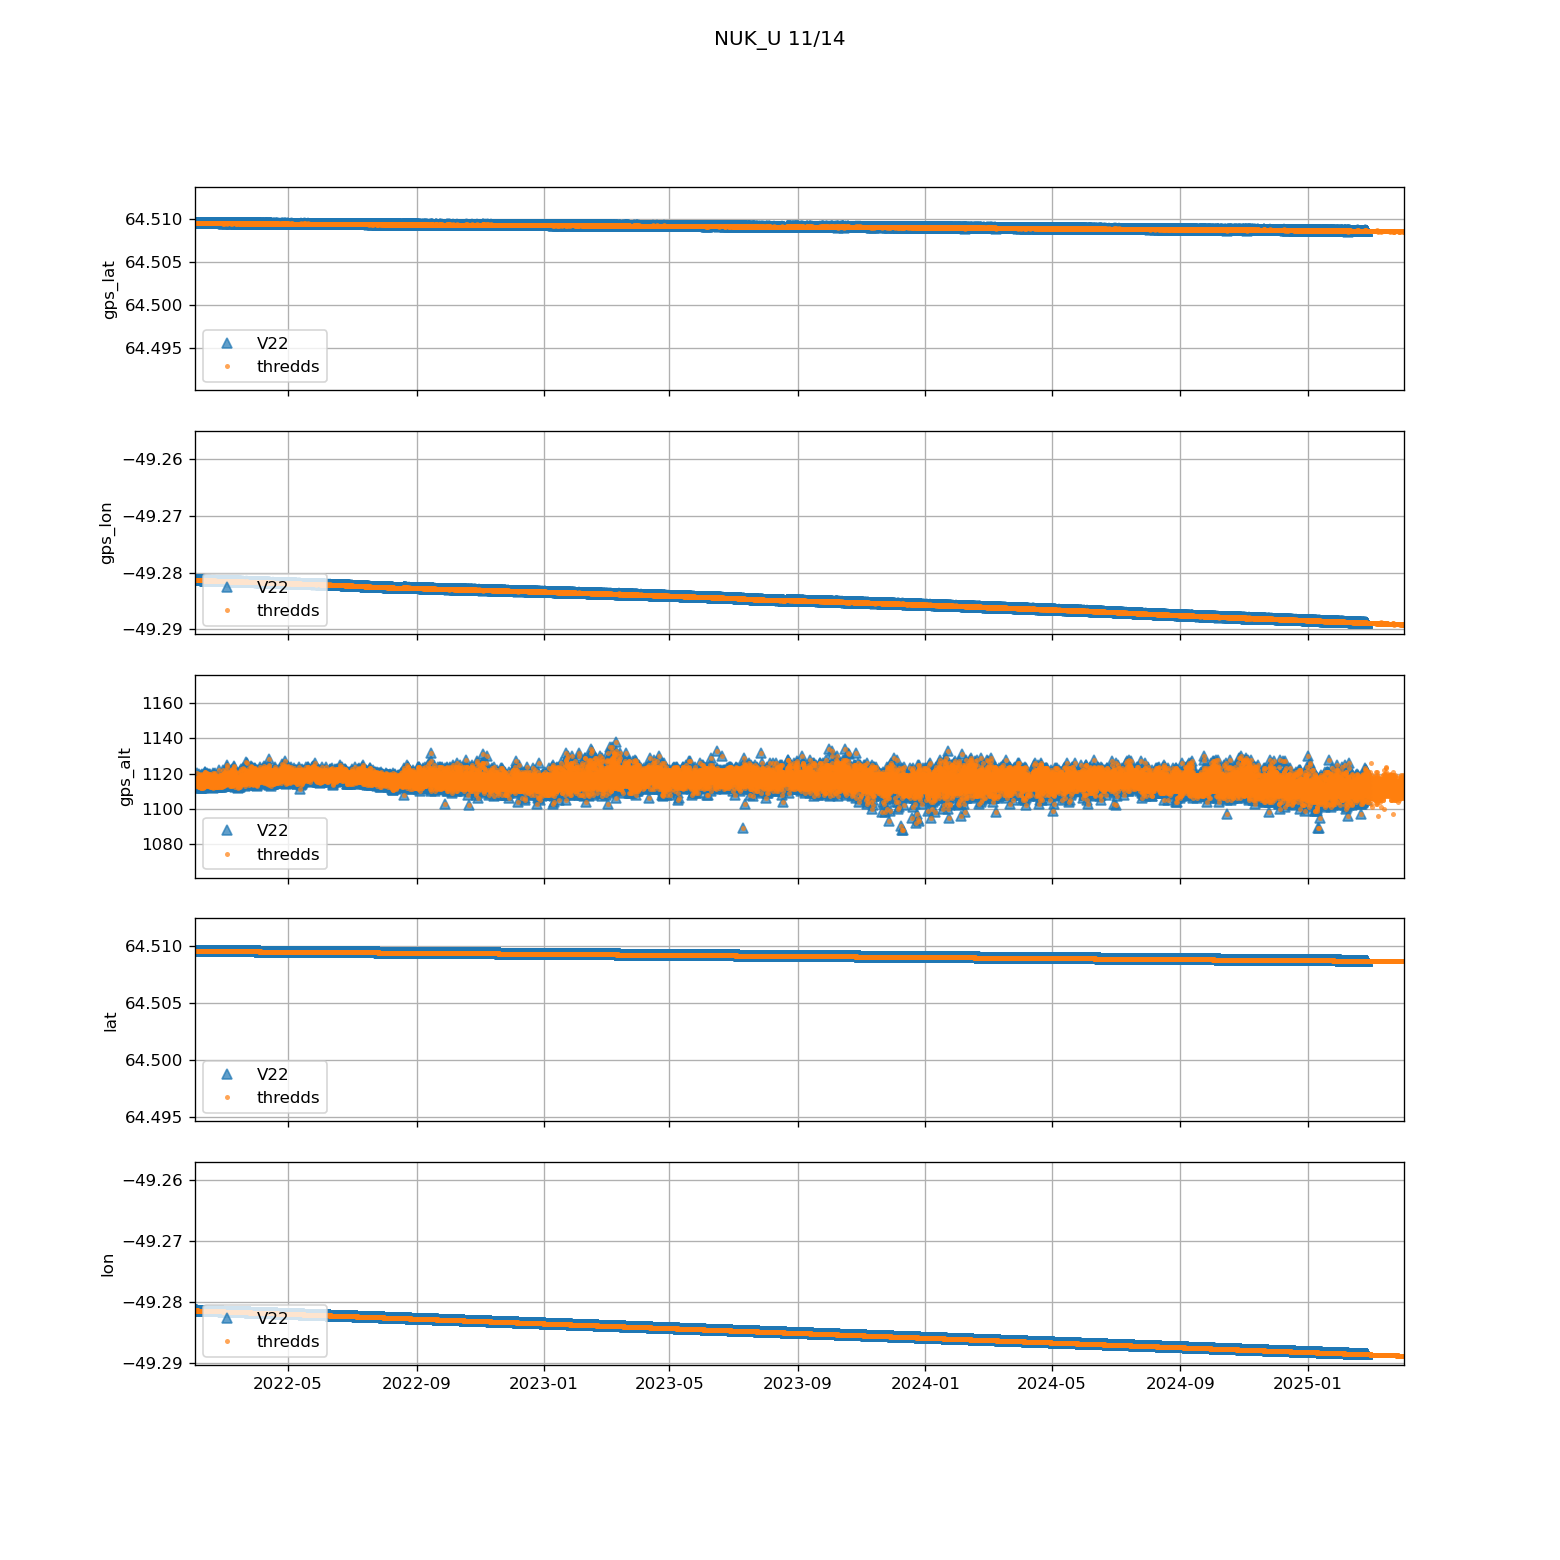 NUK_U 11/14
64.510
64.505
64.500
64.495
gps_lat
V22
thredds
−49.26
−49.27
−49.28
−49.29
gps_lon
V22
thredds
1160
1140
1120
1100
1080
gps_alt
V22
thredds
64.510
64.505
64.500
64.495
lat
V22
thredds
−49.26
−49.27
−49.28
−49.29
lon
V22
thredds
2022-05 2022-09 2023-01 2023-05 2023-09 2024-01 2024-05 2024-09 2025-01